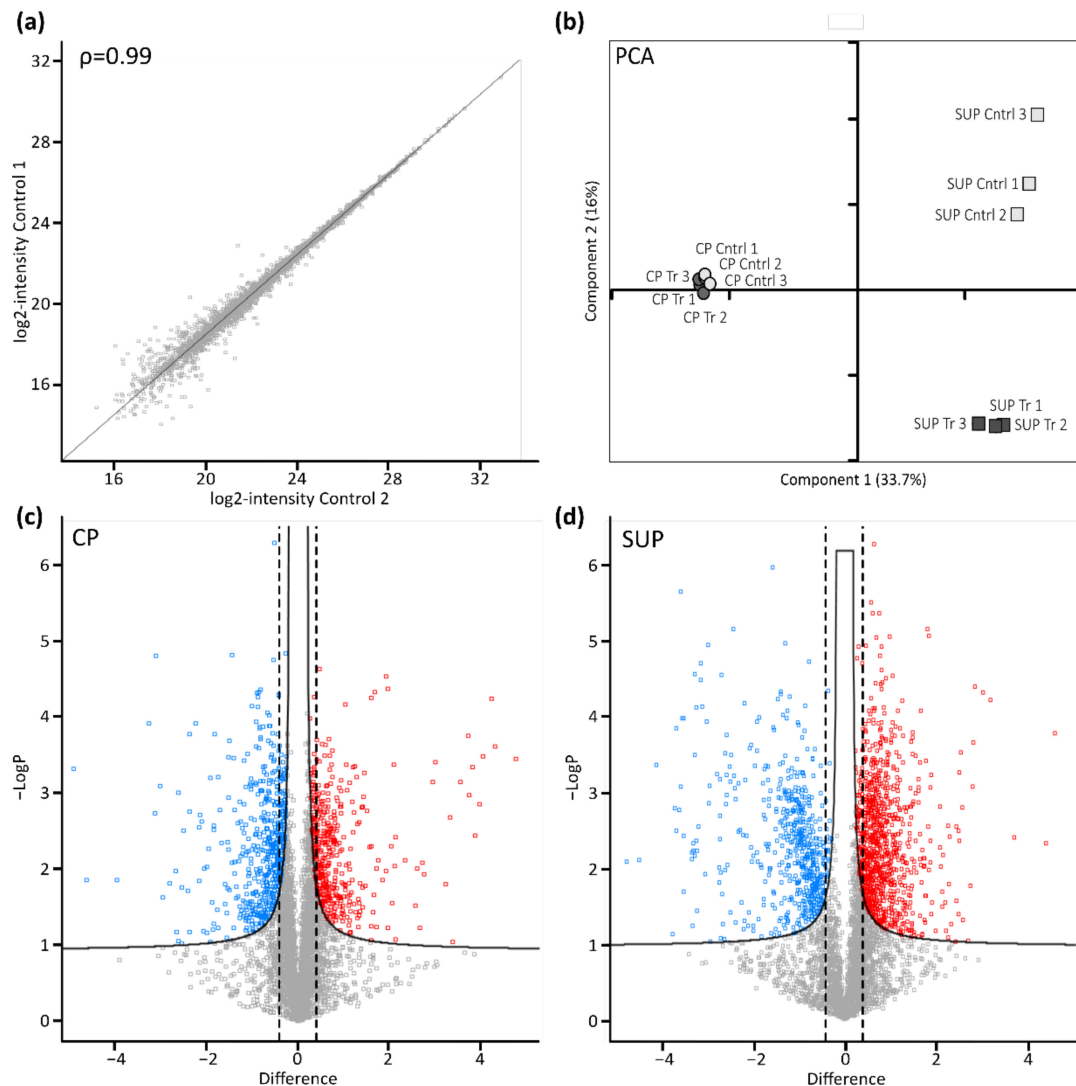 (a)
ρ=0.99
32
28
24
20
16
log2-intensity Control 1
16
20
24
28
32
log2-intensity Control 2
(b)
PCA
SUP Cntrl 3
SUP Cntrl 1
SUP Cntrl 2
CP Cntrl 1
CP Cntrl 2
CP Tr 3
CP Cntrl 3
CP Tr 1
CP Tr 2
SUP Tr 1
SUP Tr 3
SUP Tr 2
Component 2 (16%)
Component 1 (33.7%)
(c)
CP
6
5
4
3
2
1
0
−LogP
−4
−2
0
2
4
Difference
(d)
SUP
6
5
4
3
2
1
0
−LogP
−4
−2
0
2
4
Difference